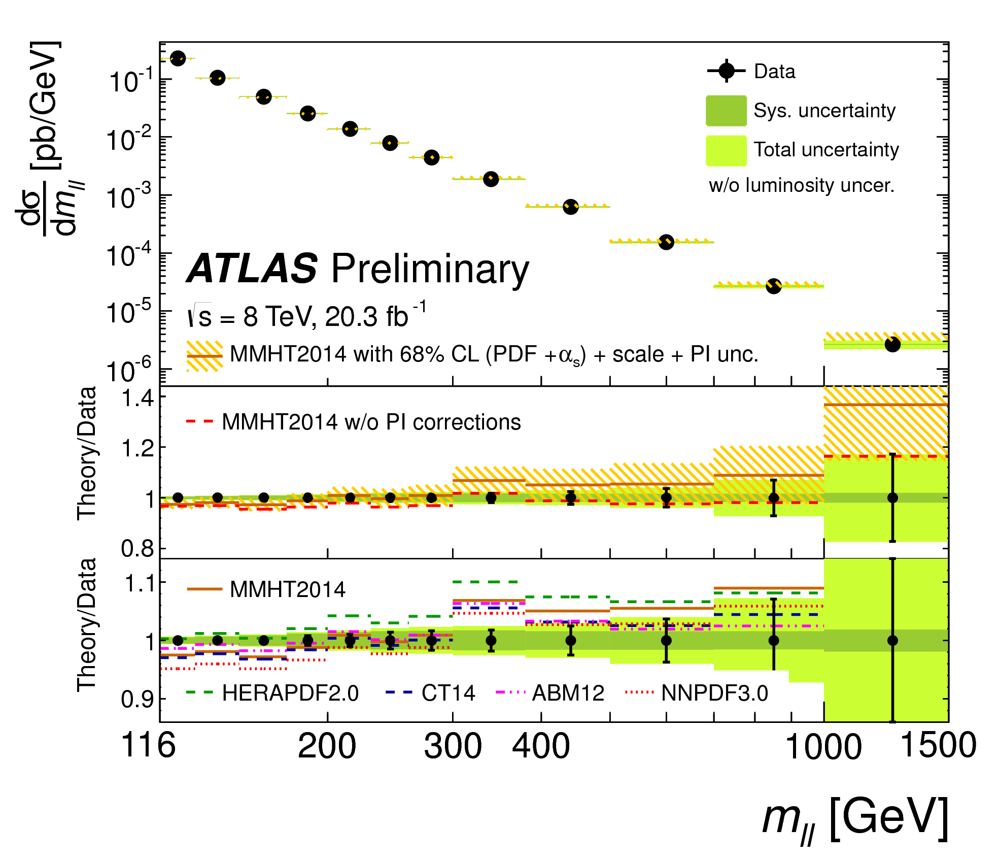 dσ
dm_ll [pb/GeV]
10^-1
10^-2
10^-3
10^-4
10^-5
10^-6
Data
Sys. uncertainty
Total uncertainty
w/o luminosity uncer.
ATLAS Preliminary
√s = 8 TeV, 20.3 fb^-1
MMHT2014 with 68% CL (PDF +α_s) + scale + PI unc.
Theory/Data
1.4
1.2
1
0.8
MMHT2014 w/o PI corrections
Theory/Data
1.1
1
0.9
MMHT2014
HERAPDF2.0 CT14 ABM12 NNPDF3.0
116 200 300 400 1000 1500
m_ll [GeV]